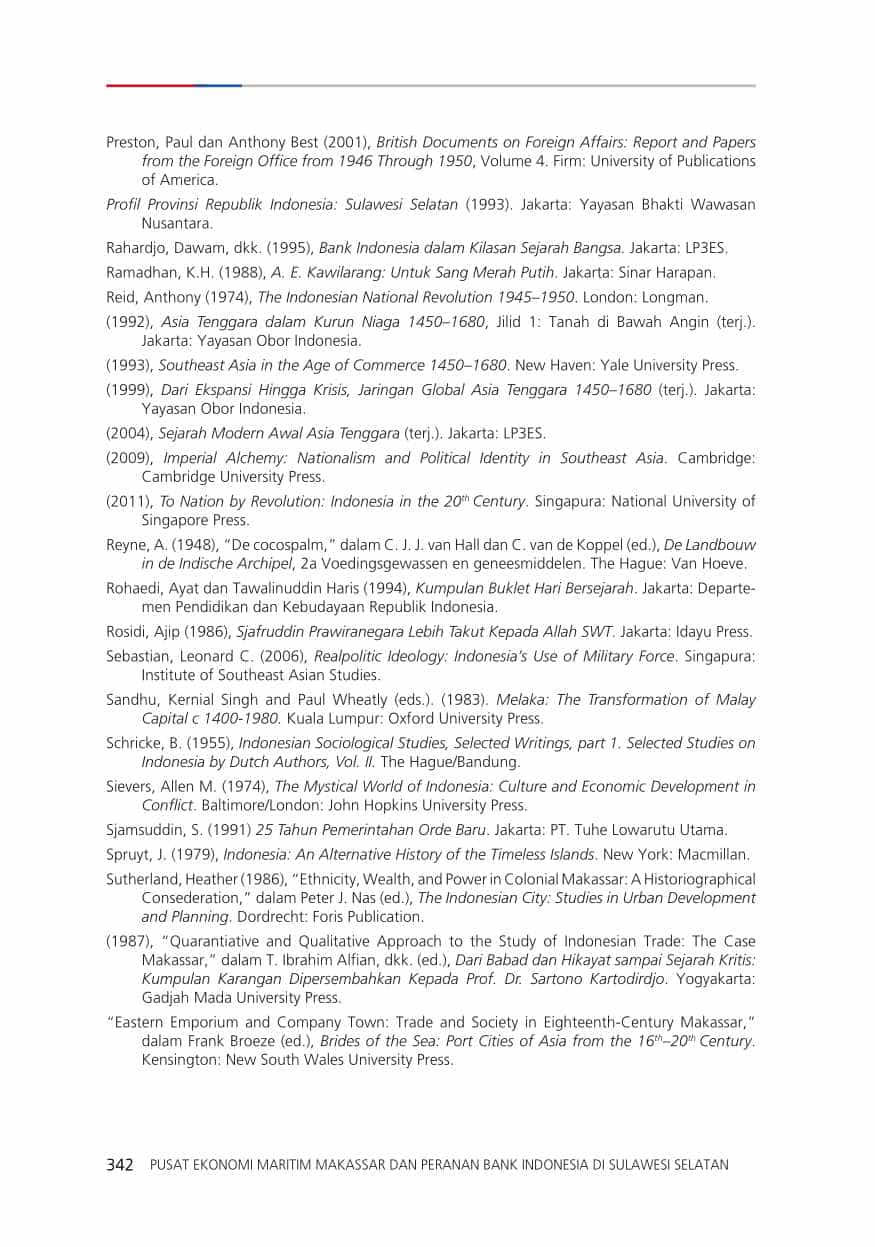 Preston, Paul dan Anthony Best (2001), British Documents on Foreign Affairs: Report and Papers
from the Foreign Office from 1946 Through 1950, Volume 4. Firm: University of Publications
of America.
Profil Provinsi Republik Indonesia: Sulawesi Selatan (1993). Jakarta: Yayasan Bhakti Wawasan
Nusantara.
Rahardjo, Dawam, dkk. (1995), Bank Indonesia dalam Kilasan Sejarah Bangsa. Jakarta: LP3ES.
Ramadhan, K.H. (1988), A. E. Kawilarang: Untuk Sang Merah Putih. Jakarta: Sinar Harapan.
Reid, Anthony (1974), The Indonesian National Revolution 1945–1950. London: Longman.
(1992), Asia Tenggara dalam Kurun Niaga 1450–1680, Jilid 1: Tanah di Bawah Angin (terj.).
Jakarta: Yayasan Obor Indonesia.
(1993), Southeast Asia in the Age of Commerce 1450–1680. New Haven: Yale University Press.
(1999), Dari Ekspansi Hingga Krisis, Jaringan Global Asia Tenggara 1450–1680 (terj.). Jakarta:
Yayasan Obor Indonesia.
(2004), Sejarah Modern Awal Asia Tenggara (terj.). Jakarta: LP3ES.
(2009), Imperial Alchemy: Nationalism and Political Identity in Southeast Asia. Cambridge:
Cambridge University Press.
(2011), To Nation by Revolution: Indonesia in the 20th Century. Singapura: National University of
Singapore Press.
Reyne, A. (1948), “De cocospalm,” dalam C. J. J. van Hall dan C. van de Koppel (ed.), De Landbouw
in de Indische Archipel, 2a Voedingsgewassen en geneesmiddelen. The Hague: Van Hoeve.
Rohaedi, Ayat dan Tawalinuddin Haris (1994), Kumpulan Buklet Hari Bersejarah. Jakarta: Departe-
men Pendidikan dan Kebudayaan Republik Indonesia.
Rosidi, Ajip (1986), Sjafruddin Prawiranegara Lebih Takut Kepada Allah SWT. Jakarta: Idayu Press.
Sebastian, Leonard C. (2006), Realpolitic Ideology: Indonesia’s Use of Military Force. Singapura:
Institute of Southeast Asian Studies.
Sandhu, Kernial Singh and Paul Wheatly (eds.). (1983). Melaka: The Transformation of Malay
Capital c 1400-1980. Kuala Lumpur: Oxford University Press.
Schricke, B. (1955), Indonesian Sociological Studies, Selected Writings, part 1. Selected Studies on
Indonesia by Dutch Authors, Vol. II. The Hague/Bandung.
Sievers, Allen M. (1974), The Mystical World of Indonesia: Culture and Economic Development in
Conflict. Baltimore/London: John Hopkins University Press.
Sjamsuddin, S. (1991) 25 Tahun Pemerintahan Orde Baru. Jakarta: PT. Tuhe Lowarutu Utama.
Spruyt, J. (1979), Indonesia: An Alternative History of the Timeless Islands. New York: Macmillan.
Sutherland, Heather (1986), “Ethnicity, Wealth, and Power in Colonial Makassar: A Historiographical
Consederation,” dalam Peter J. Nas (ed.), The Indonesian City: Studies in Urban Development
and Planning. Dordrecht: Foris Publication.
(1987), “Quarantiative and Qualitative Approach to the Study of Indonesian Trade: The Case
Makassar,” dalam T. Ibrahim Alfian, dkk. (ed.), Dari Babad dan Hikayat sampai Sejarah Kritis:
Kumpulan Karangan Dipersembahkan Kepada Prof. Dr. Sartono Kartodirdjo. Yogyakarta:
Gadjah Mada University Press.
“Eastern Emporium and Company Town: Trade and Society in Eighteenth-Century Makassar,”
dalam Frank Broeze (ed.), Brides of the Sea: Port Cities of Asia from the 16th–20th Century.
Kensington: New South Wales University Press.
342 PUSAT EKONOMI MARITIM MAKASSAR DAN PERANAN BANK INDONESIA DI SULAWESI SELATAN